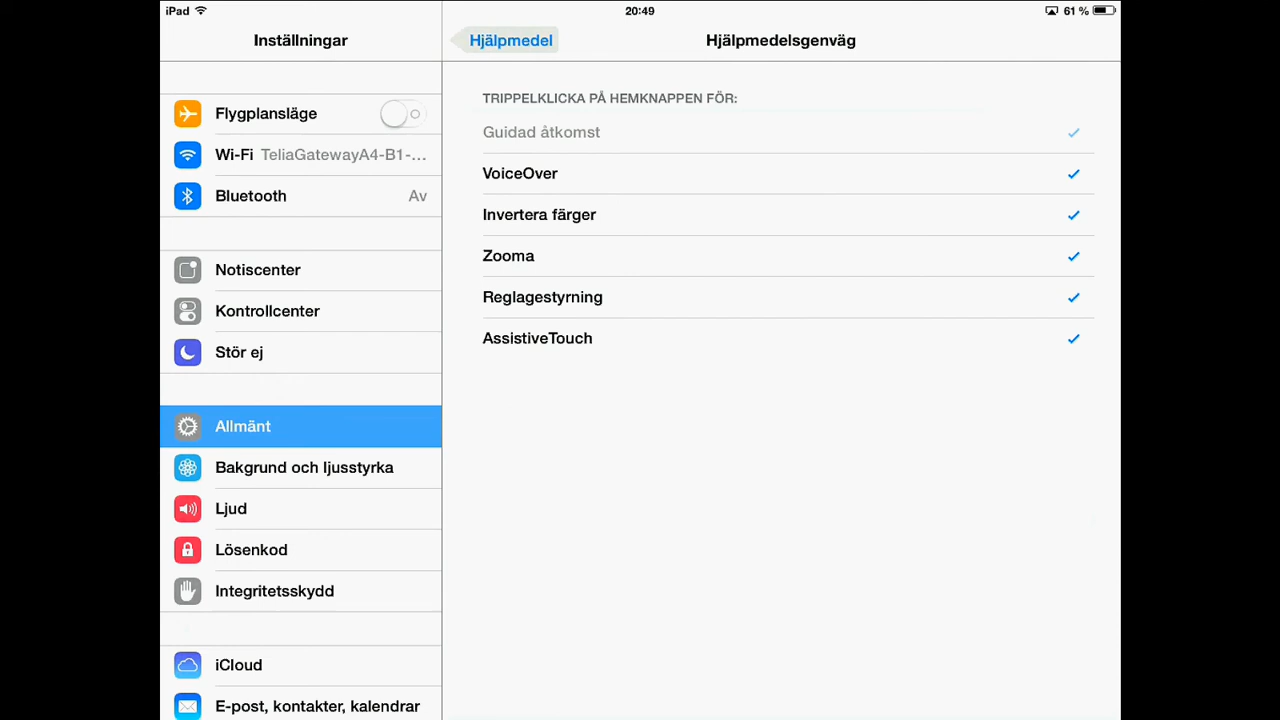 iPad 20:49 61 %
Inställningar
Flygplansläge
Wi-Fi TeliaGatewayA4-B1-...
Bluetooth Av
Notiscenter
Kontrollcenter
Stör ej
Allmänt
Bakgrund och ljusstyrka
Ljud
Lösenkod
Integritetsskydd
iCloud
E-post, kontakter, kalendrar
Hjälpmedel Hjälpmedelsgenväg
TRIPPELKLICKA PÅ HEMKNAPPEN FÖR:
Guidad åtkomst
VoiceOver
Invertera färger
Zooma
Reglagestyrning
AssistiveTouch